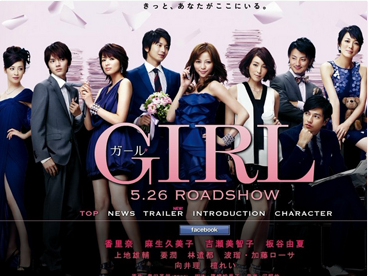 きっと、あなたがここにいる。
ガール
GIRL
5.26 ROADSHOW
NEW
TOP NEWS TRAILER INTRODUCTION CHARACTER
facebook
香里奈 麻生久美子 吉瀬美智子 板谷由夏
上地雄輔 要潤 林遣都 波瑠・加藤ローサ
向井理 檀れい